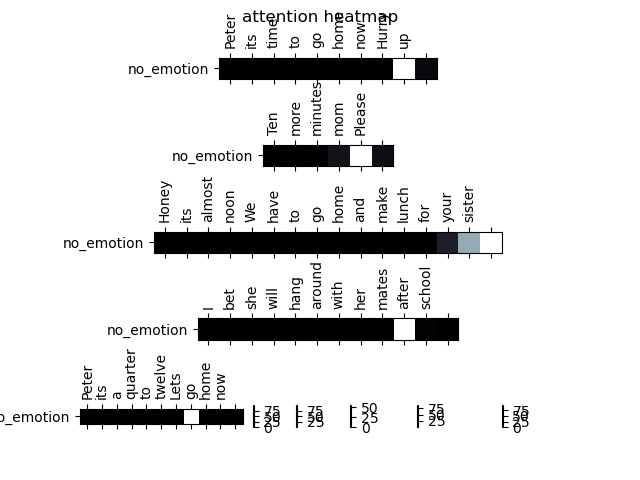 attention heatmap
Peter its time to go home now Hurry up
no_emotion
Ten more minutes mom Please
no_emotion
Honey its almost noon We have to go home and make lunch for your sister
no_emotion
I bet she will hang around with her mates after school
no_emotion
Peter its a quarter to twelve Lets go home now
o_emotion
75 75 50 75 75
50 50 25 50 50
25 25 0 25 25
0 0